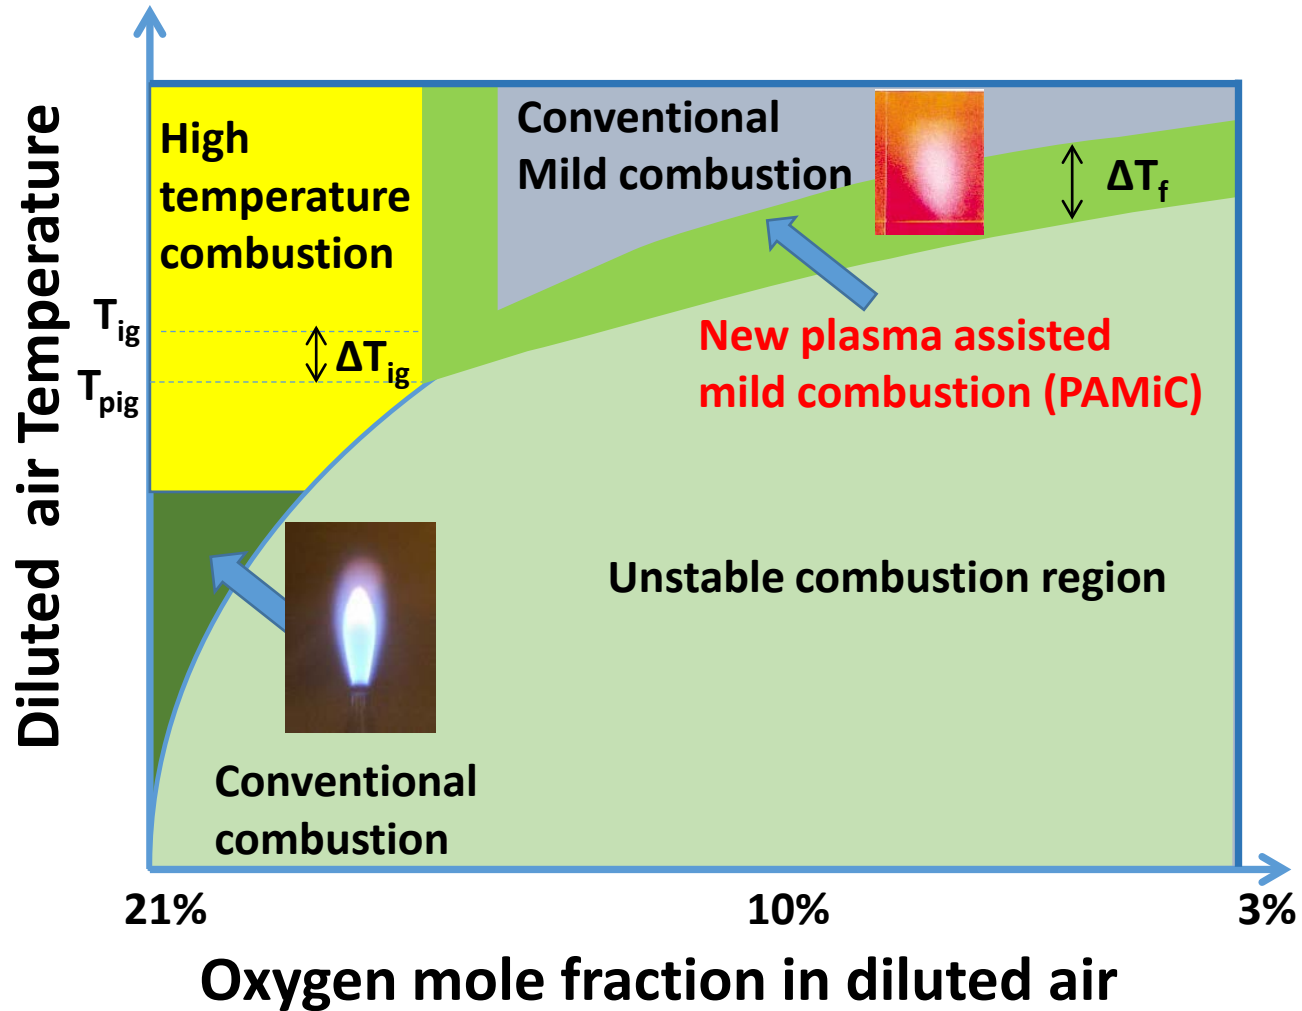 Diluted air Temperature
High
temperature
combustion
Conventional
Mild combustion
ΔTf
Tig
ΔTig
Tpig
New plasma assisted
mild combustion (PAMiC)
Unstable combustion region
Conventional
combustion
21%
10%
3%
Oxygen mole fraction in diluted air